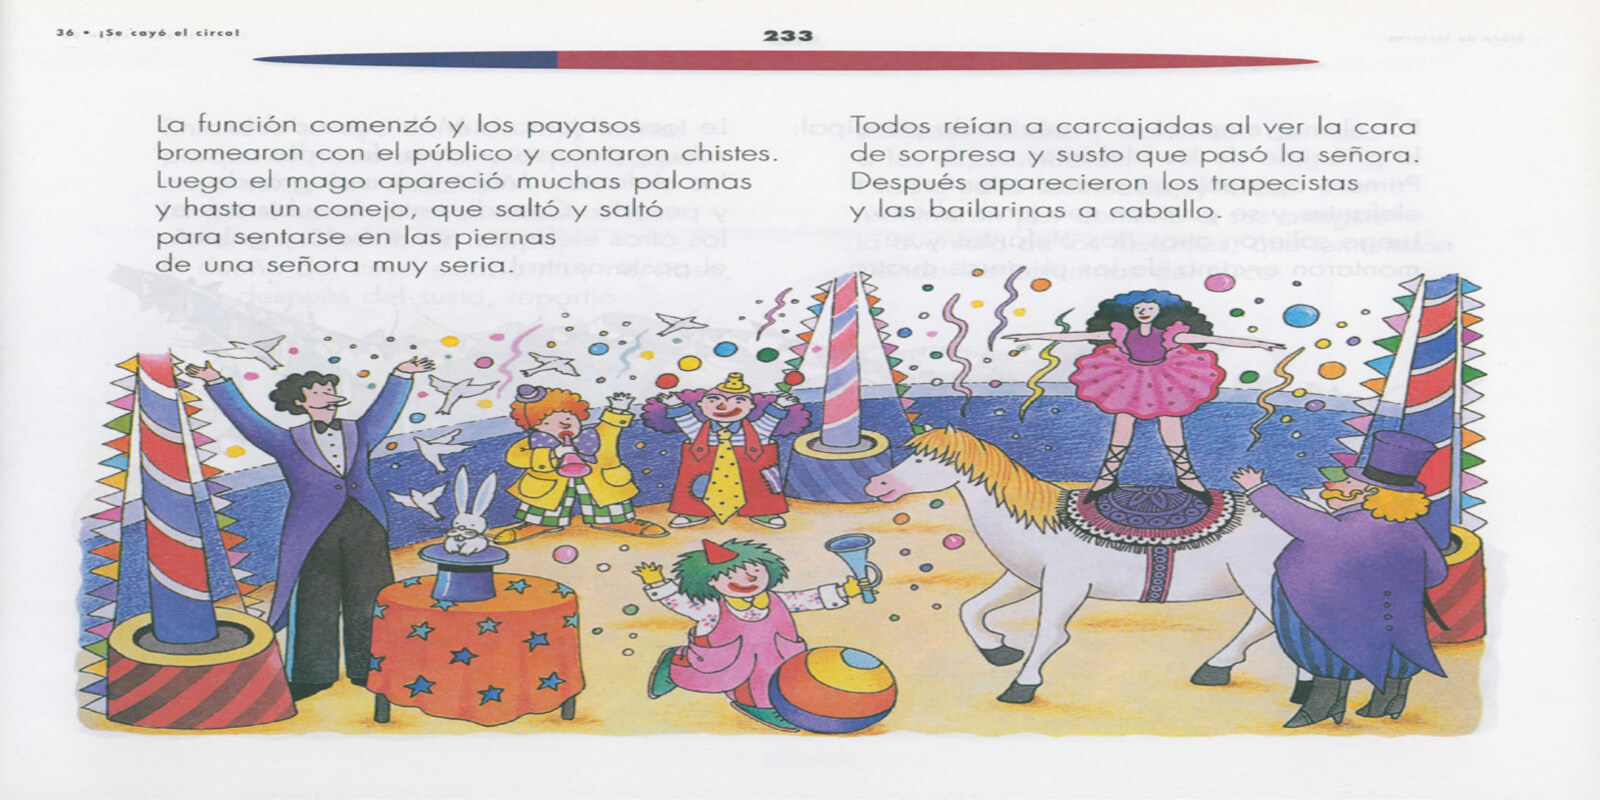 36 • ¡Se cayó el circo!
233
La función comenzó y los payasos
bromearon con el público y contaron chistes.
Luego el mago apareció muchas palomas
y hasta un conejo, que saltó y saltó
para sentarse en las piernas
de una señora muy seria.
Todos reían a carcajadas al ver la cara
de sorpresa y susto que pasó la señora.
Después aparecieron los trapecistas
y las bailarinas a caballo.